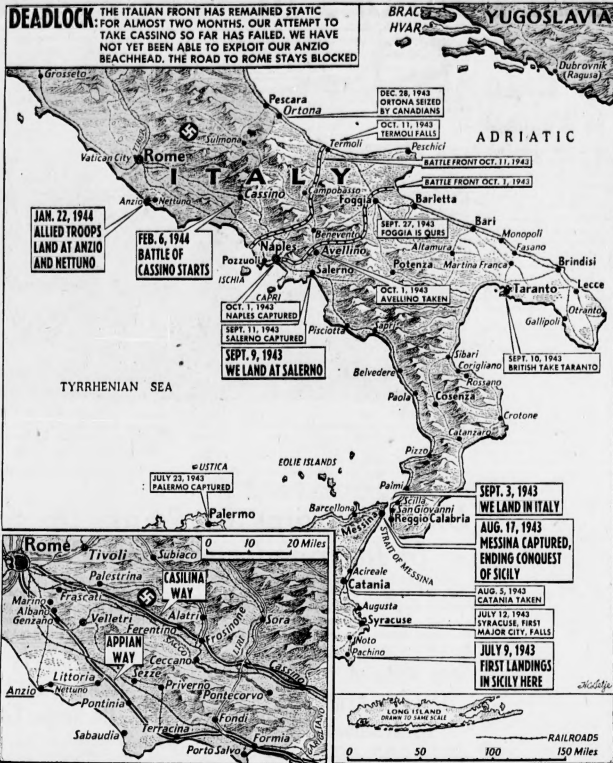 DEADLOCK: THE ITALIAN FRONT HAS REMAINED STATIC
FOR ALMOST TWO MONTHS. OUR ATTEMPT TO
TAKE CASSINO SO FAR HAS FAILED. WE HAVE
NOT YET BEEN ABLE TO EXPLOIT OUR ANZIO
BEACHHEAD. THE ROAD TO ROME STAYS BLOCKED
BRAC
HVAR
YUGOSLAVIA
Dubrovnik
(Ragusa)
Grosseto
Pescara
Ortona
DEC. 28, 1943
ORTONA SEIZED
BY CANADIANS
OCT. 11, 1943
TERMOLI FALLS
ADRIATIC
Sulmona
Termoli
Peschici
Vatican City
Rome
BATTLE FRONT OCT. 11, 1943
ITALY
BATTLE FRONT OCT. 1, 1943
Anzio
Nettuno
Cassino
Campobasso
Foggia
Barletta
JAN. 22, 1944
ALLIED TROOPS
LAND AT ANZIO
AND NETTUNO
FEB. 6, 1944
BATTLE OF
CASSINO STARTS
SEPT. 27, 1943
FOGGIA IS OURS
Bari
Monopoli
Fasano
Benevento
Naples
Avellino
Altamura
Pozzuoli
Potenza
Martina Franca
Brindisi
ISCHIA
Salerno
Taranto
Lecce
CAPRI
OCT. 1, 1943
AVELLINO TAKEN
Otranto
OCT. 1, 1943
NAPLES CAPTURED
Gallipoli
SEPT. 11, 1943
SALERNO CAPTURED
Pisciotta
Sapri
SEPT. 9, 1943
WE LAND AT SALERNO
SEPT. 10, 1943
BRITISH TAKE TARANTO
Sibari
Corigliano
Rossano
TYRRHENIAN SEA
Belvedere
Paola
Cosenza
Crotone
Catanzaro
Pizzo
USTICA
EOLIE ISLANDS
JULY 23, 1943
PALERMO CAPTURED
Palermo
Palmi
Scilla
San Giovanni
Barcellona
Messina
Reggio Calabria
SEPT. 3, 1943
WE LAND IN ITALY
AUG. 17, 1943
MESSINA CAPTURED,
ENDING CONQUEST
OF SICILY
STRAIT OF MESSINA
Acireale
Catania
AUG. 5, 1943
CATANIA TAKEN
Augusta
Syracuse
JULY 12, 1943
SYRACUSE, FIRST
MAJOR CITY, FALLS
Noto
Pachino
JULY 9, 1943
FIRST LANDINGS
IN SICILY HERE
Rome
Tivoli
Subiaco
0 10 20 Miles
Palestrina
CASILINA
WAY
Frascati
Marino
Albano
Genzano
Velletri
Ferentino
Alatri
Frosinone
Sora
SACCO
LIRI
APPIAN
WAY
Ceccano
Cassino
Littoria
Sezze
Priverno
Anzio
Nettuno
Pontecorvo
Pontinia
Fondi
Sabaudia
Terracina
Formia
Porto Salvo
LONG ISLAND
DRAWN TO SAME SCALE
RAILROADS
0 50 100 150 Miles